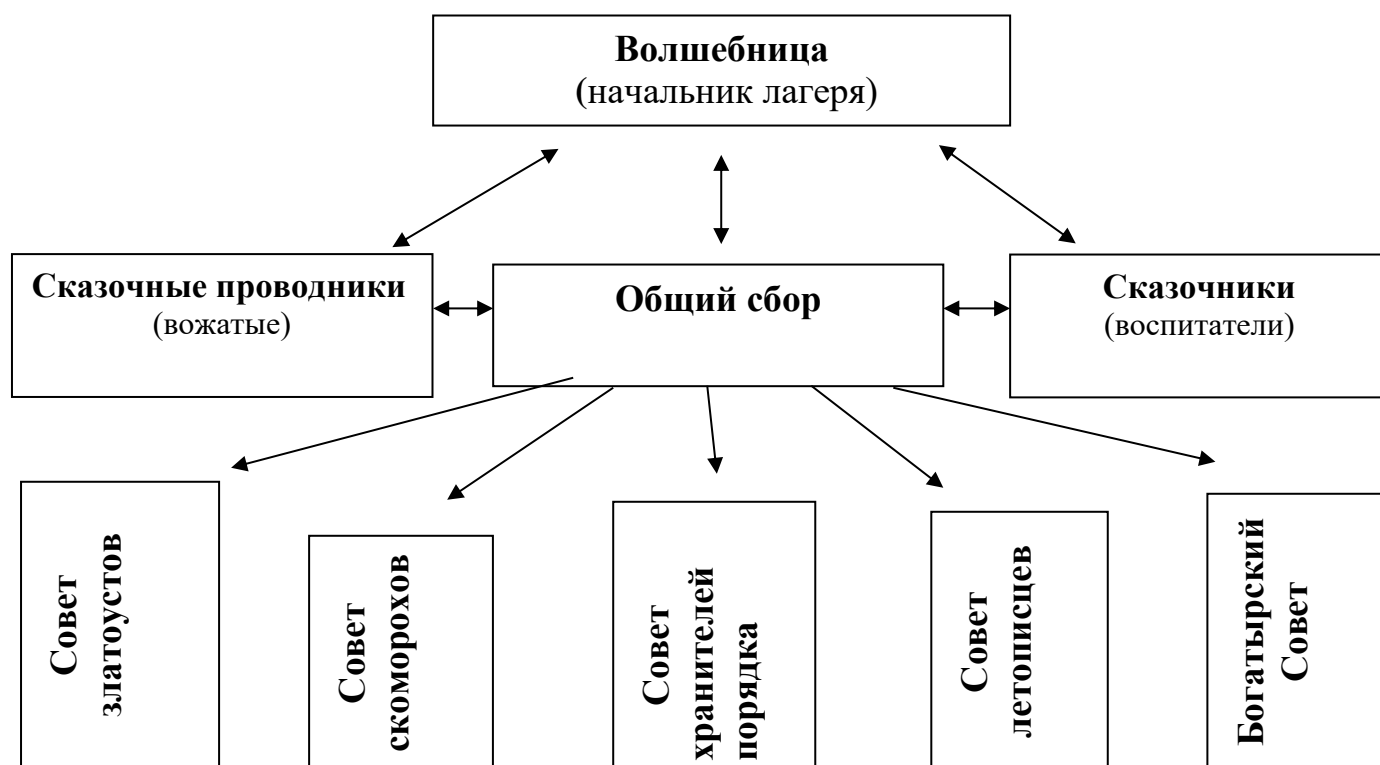 Волшебница
(начальник лагеря)
Сказочные проводники
(вожатые)
Общий сбор
Сказочники
(воспитатели)
Совет
златоустов
Совет
скоморохов
Совет
хранителей
порядка
Совет
летописцев
Богатырский
Совет